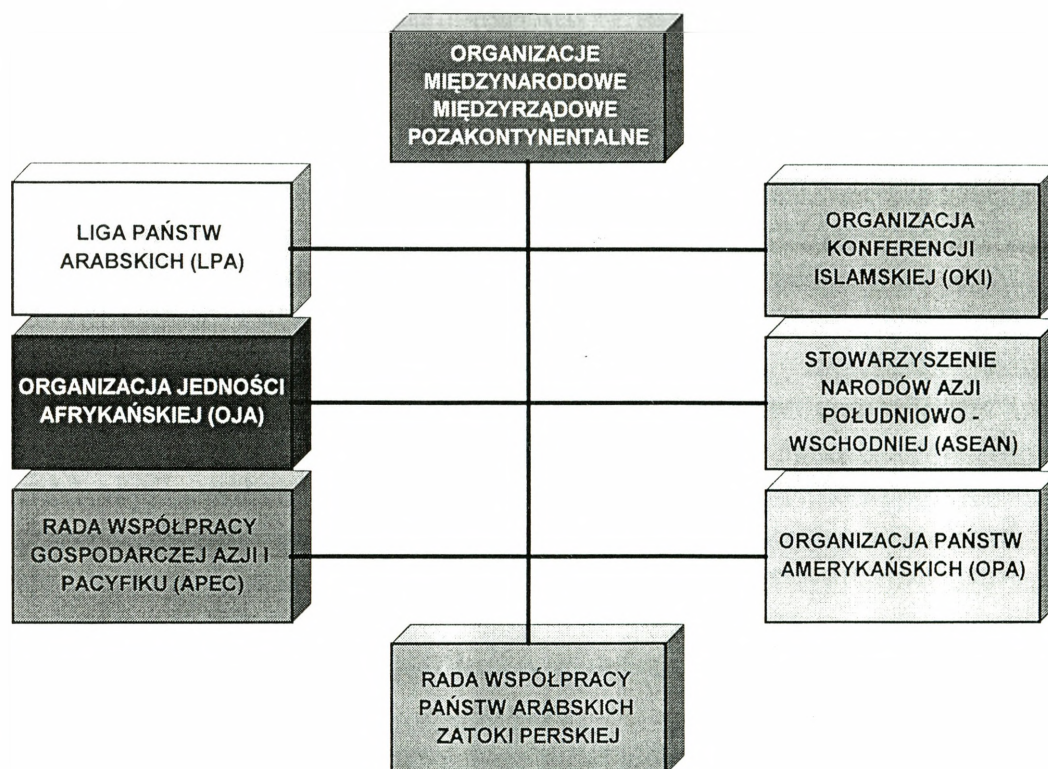 ORGANIZACJE
MIĘDZYNARODOWE
MIĘDZYRZĄDOWE
POZAKONTYNENTALNE
LIGA PAŃSTW
ARABSKICH (LPA)
ORGANIZACJA
KONFERENCJI
ISLAMSKIEJ (OKI)
ORGANIZACJA JEDNOŚCI
AFRYKAŃSKIEJ (OJA)
STOWARZYSZENIE
NARODÓW AZJI
POŁUDNIOWO -
WSCHODNIEJ (ASEAN)
RADA WSPÓŁPRACY
GOSPODARCZEJ AZJI I
PACYFIKU (APEC)
ORGANIZACJA PAŃSTW
AMERYKAŃSKICH (OPA)
RADA WSPÓŁPRACY
PAŃSTW ARABSKICH
ZATOKI PERSKIEJ